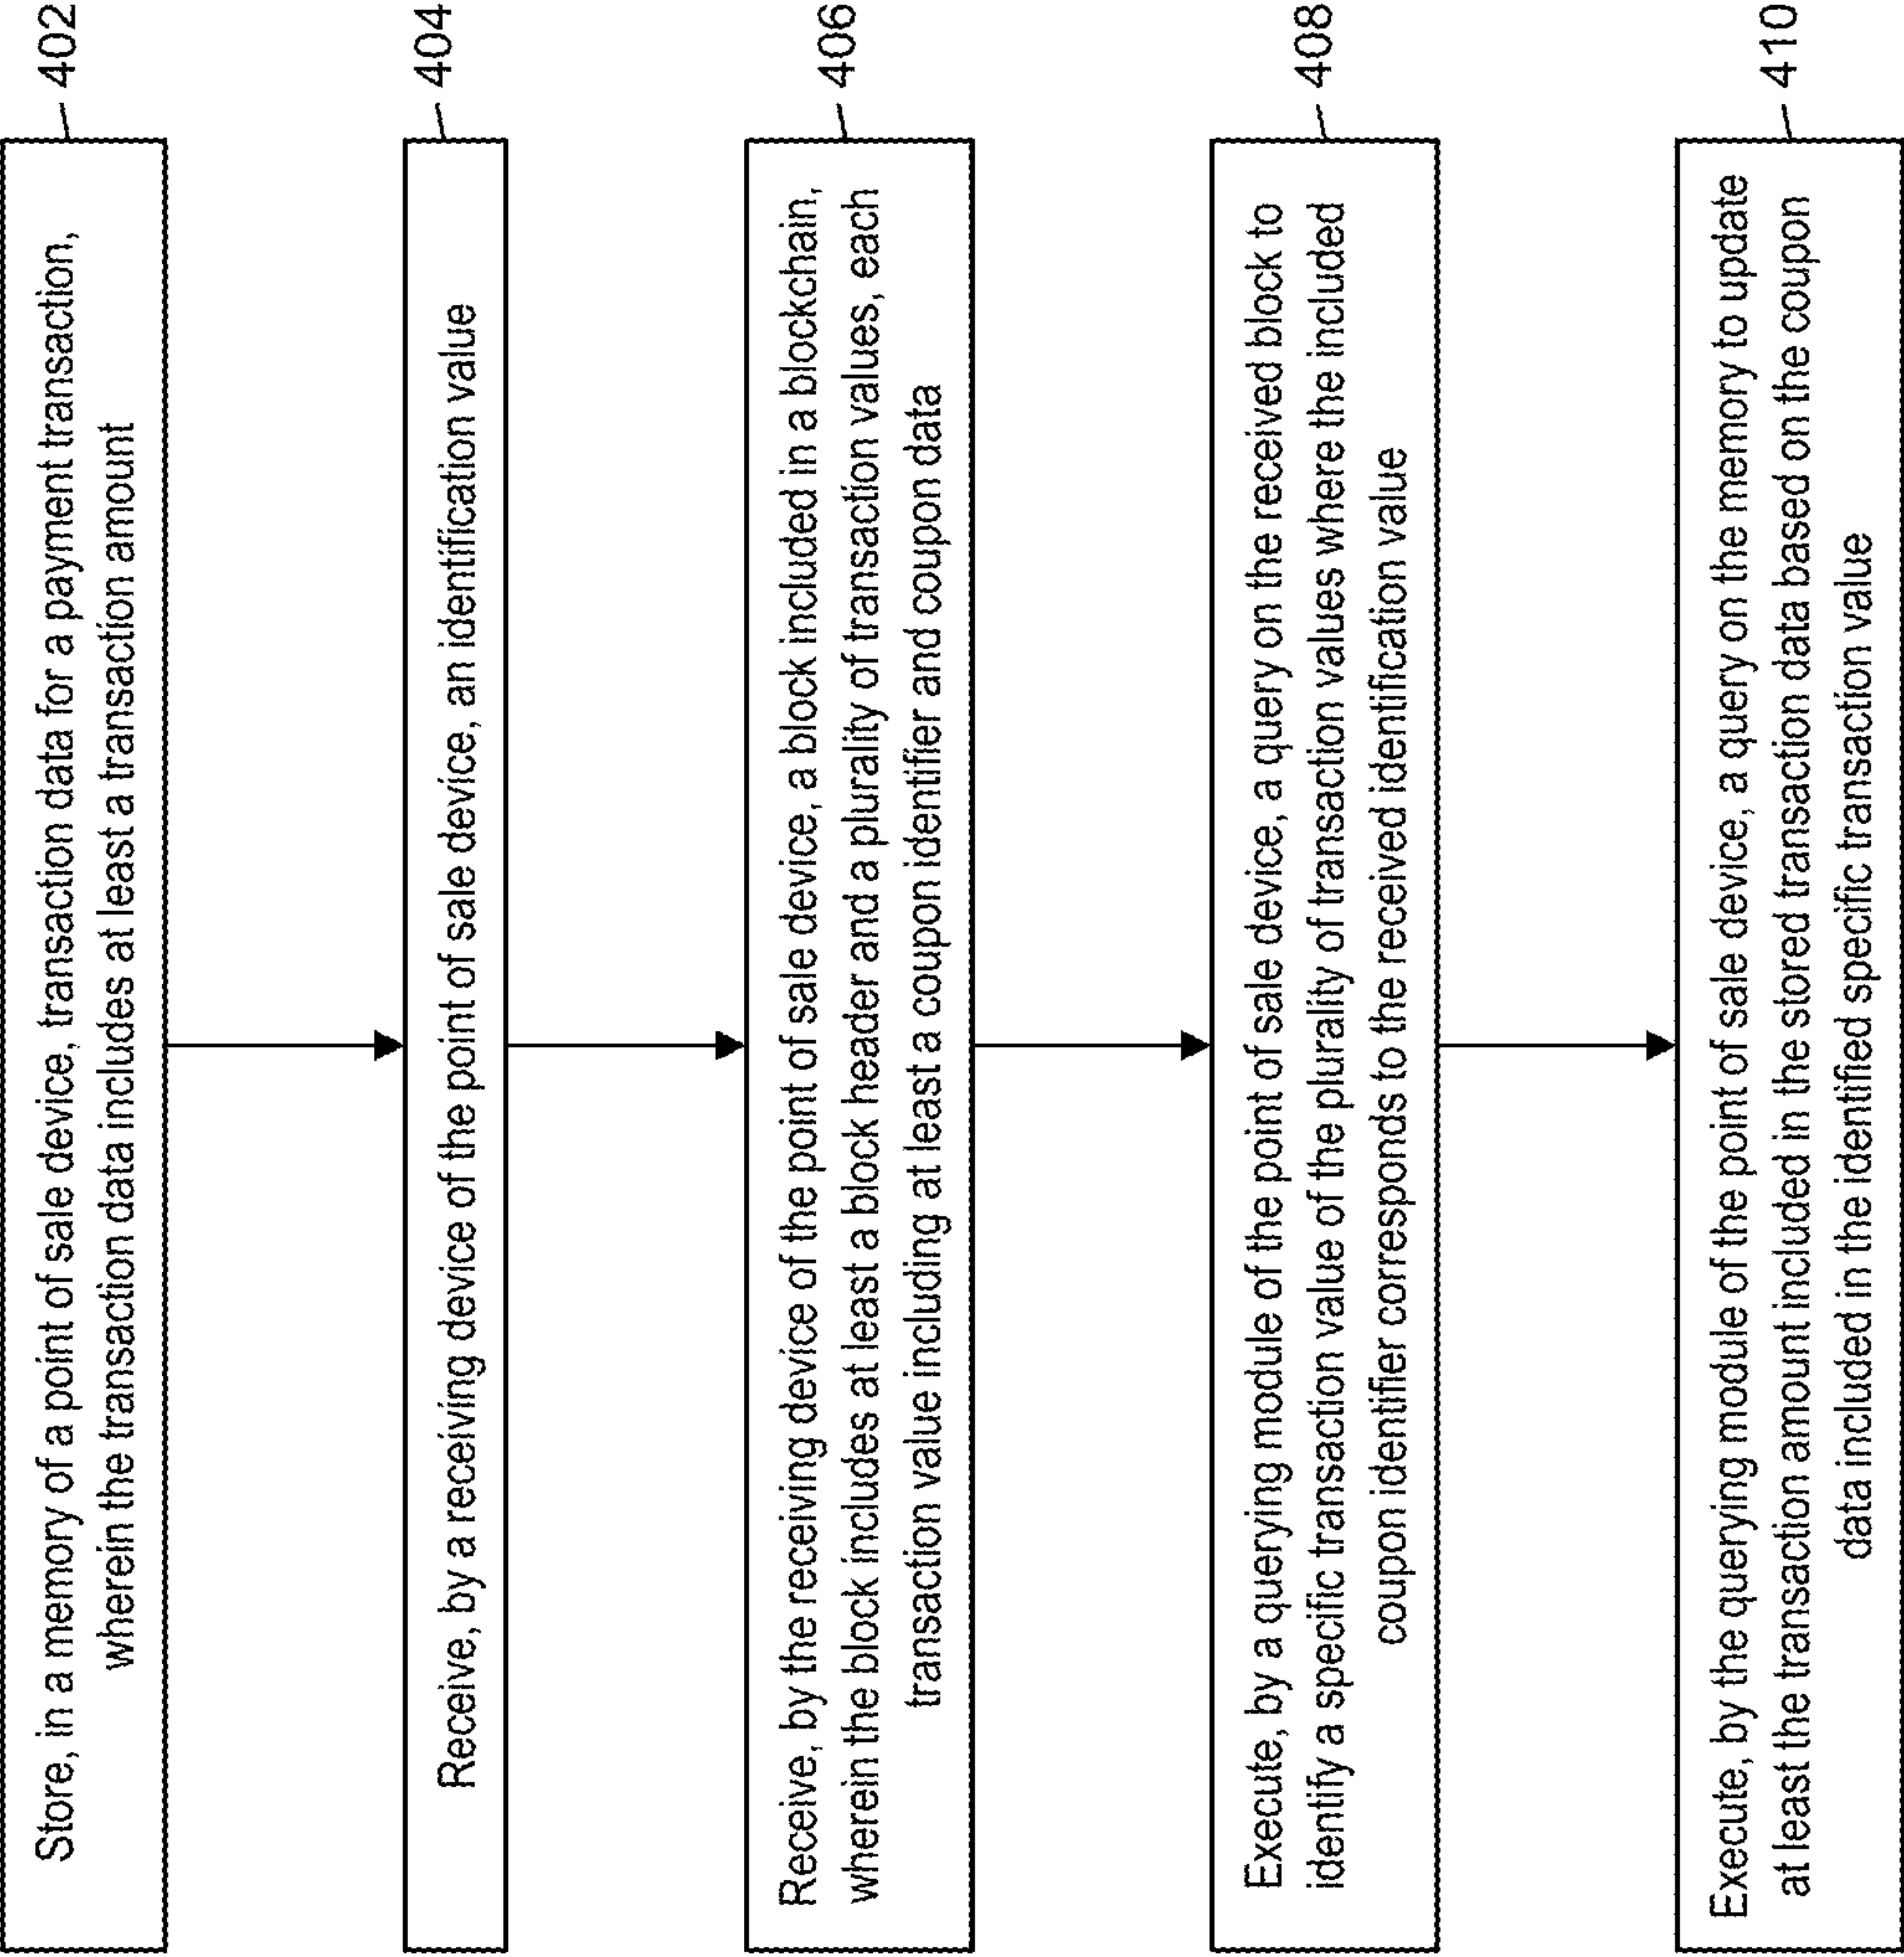 Store, in a memory of a point of sale device, transaction data for a payment transaction,
wherein the transaction data includes at least a transaction amount
402
Receive, by a receiving device of the point of sale device, an identification value
404
Receive, by the receiving device of the point of sale device, a block included in a blockchain,
wherein the block includes at least a block header and a plurality of transaction values, each
transaction value including at least a coupon identifier and coupon data
406
Execute, by a querying module of the point of sale device, a query on the received block to
identify a specific transaction value of the plurality of transaction values where the included
coupon identifier corresponds to the received identification value
408
Execute, by the querying module of the point of sale device, a query on the memory to update
at least the transaction amount included in the stored transaction data based on the coupon
data included in the identified specific transaction value
410